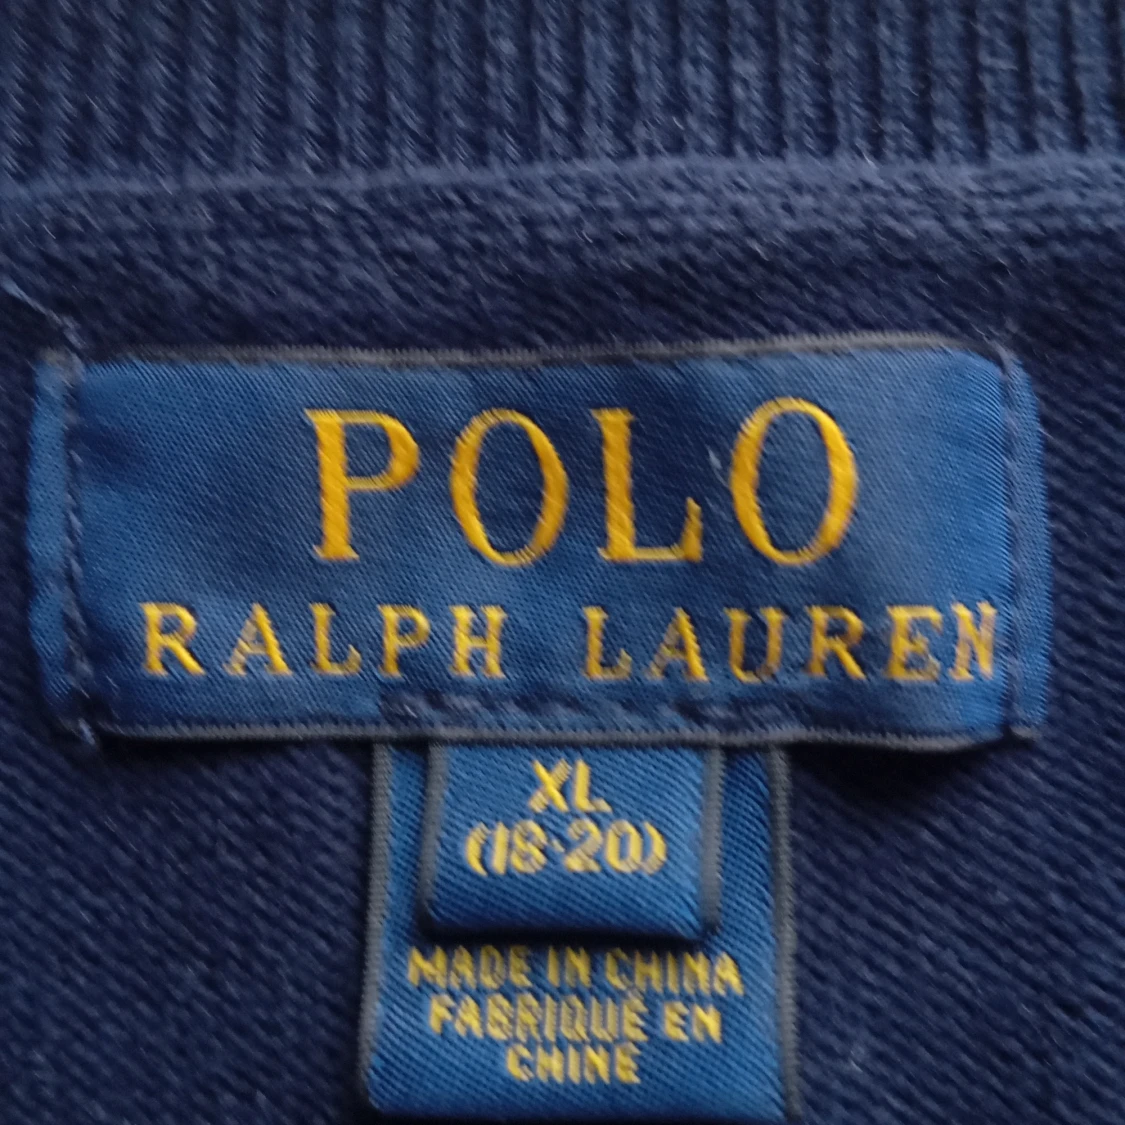 POLO
RALPH LAUREN
XL
(18-20)
MADE IN CHINA
FABRIQUÉ EN
CHINE